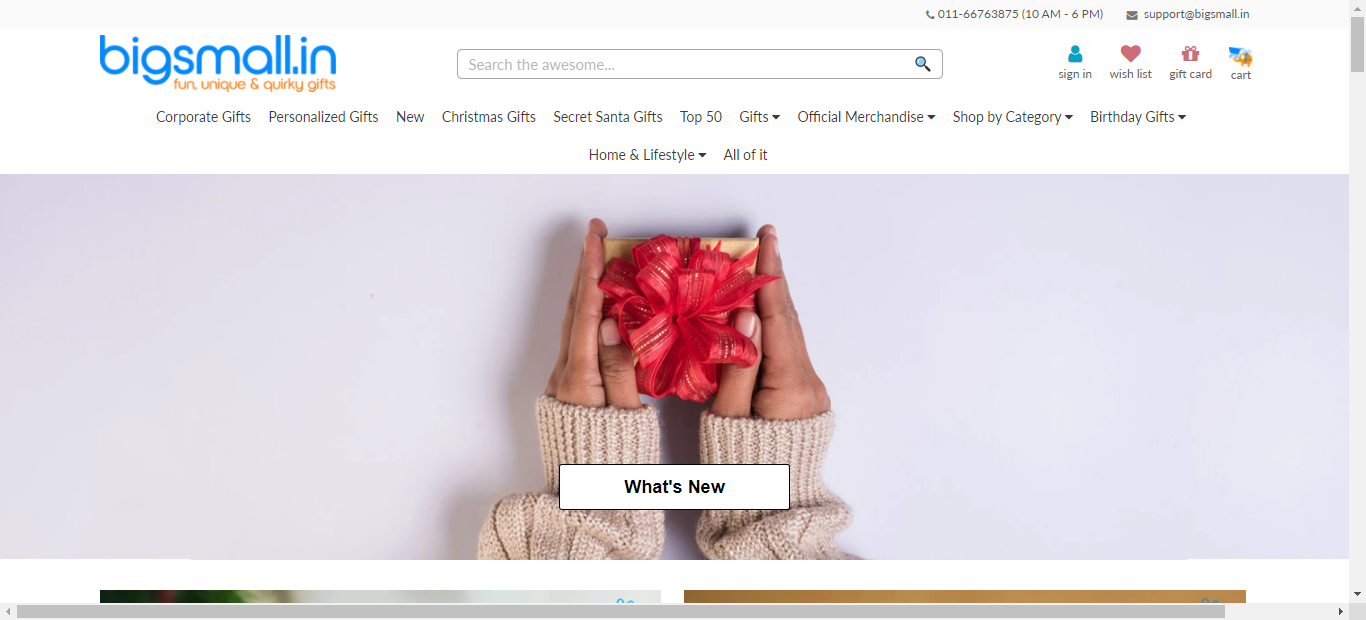 011-66763875 (10 AM - 6 PM) support@bigsmall.in
bigsmall.in
fun, unique & quirky gifts
Search the awesome...
sign in wish list gift card cart
Corporate Gifts Personalized Gifts New Christmas Gifts Secret Santa Gifts Top 50 Gifts Official Merchandise Shop by Category Birthday Gifts
Home & Lifestyle All of it
What's New